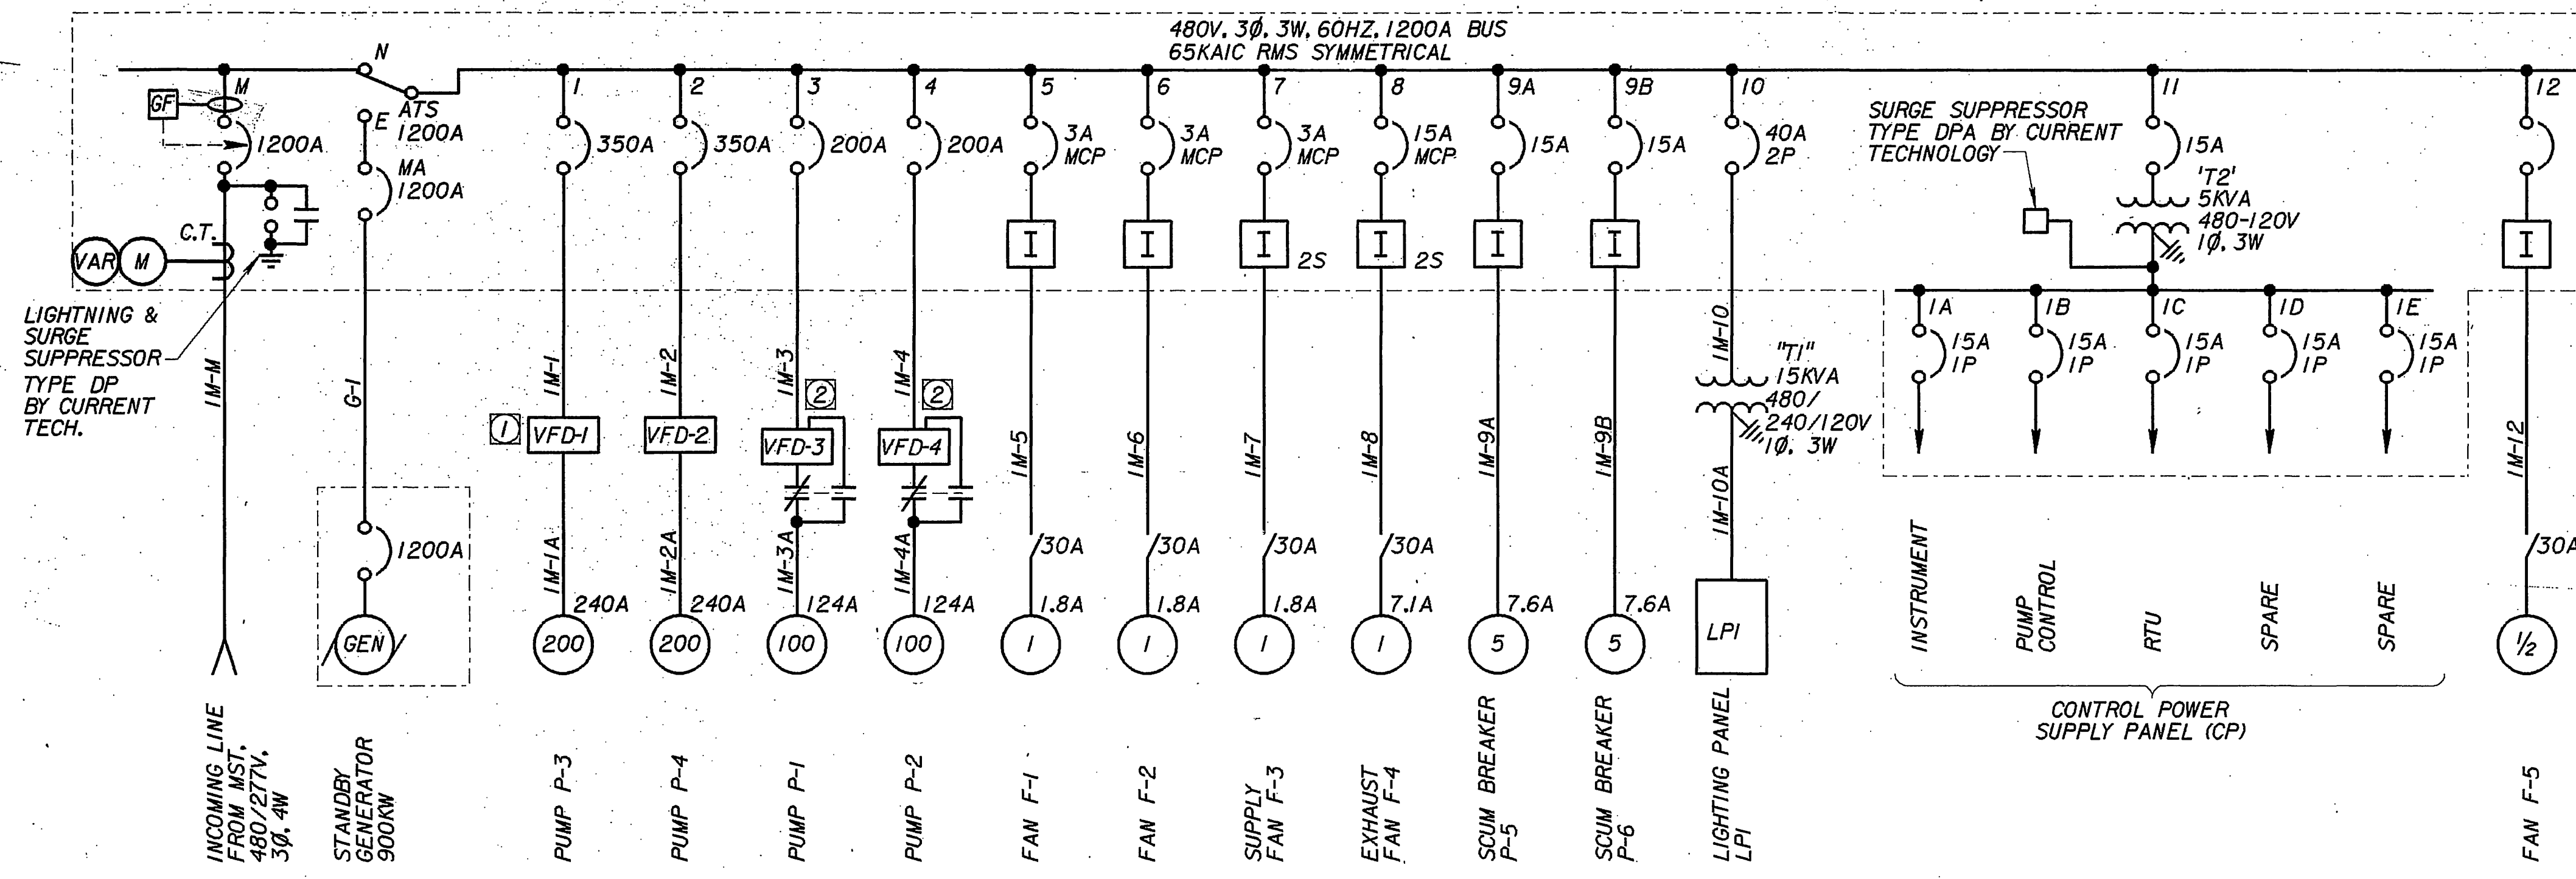 480V, 3Ø, 3W, 60HZ, 1200A BUS
65KAIC RMS SYMMETRICAL
M
GF
1200A
C.T.
VAR
M
LIGHTNING &
SURGE
SUPPRESSOR
TYPE DP
BY CURRENT
TECH.
1M-M
INCOMING LINE
FROM MST,
480/277V,
3Ø, 4W
N
E
ATS
1200A
MA
1200A
G-1
1200A
GEN
STANDBY
GENERATOR
900KW
1
350A
1M-1
1
VFD-1
1M-1A
240A
200
PUMP P-3
2
350A
1M-2
VFD-2
1M-2A
240A
200
PUMP P-4
3
200A
1M-3
2
VFD-3
1M-3A
124A
100
PUMP P-1
4
200A
1M-4
2
VFD-4
1M-4A
124A
100
PUMP P-2
5
3A
MCP
I
1M-5
30A
1.8A
1
FAN F-1
6
3A
MCP
I
1M-6
30A
1.8A
1
FAN F-2
7
3A
MCP
I
2S
1M-7
30A
1.8A
1
SUPPLY
FAN F-3
8
15A
MCP
I
2S
1M-8
30A
7.1A
1
EXHAUST
FAN F-4
9A
15A
I
1M-9A
7.6A
5
SCUM BREAKER
P-5
9B
15A
I
1M-9B
7.6A
5
SCUM BREAKER
P-6
10
40A
2P
1M-10
"T1"
15KVA
480/
240/120V
1Ø, 3W
1M-10A
LP1
LIGHTING PANEL
LP1
SURGE SUPPRESSOR
TYPE DPA BY CURRENT
TECHNOLOGY
11
15A
'T2'
5KVA
480-120V
1Ø, 3W
1A
15A
1P
INSTRUMENT
1B
15A
1P
PUMP
CONTROL
1C
15A
1P
RTU
1D
15A
1P
SPARE
1E
15A
1P
SPARE
CONTROL POWER
SUPPLY PANEL (CP)
12
I
1M-12
30A
1/2
FAN F-5